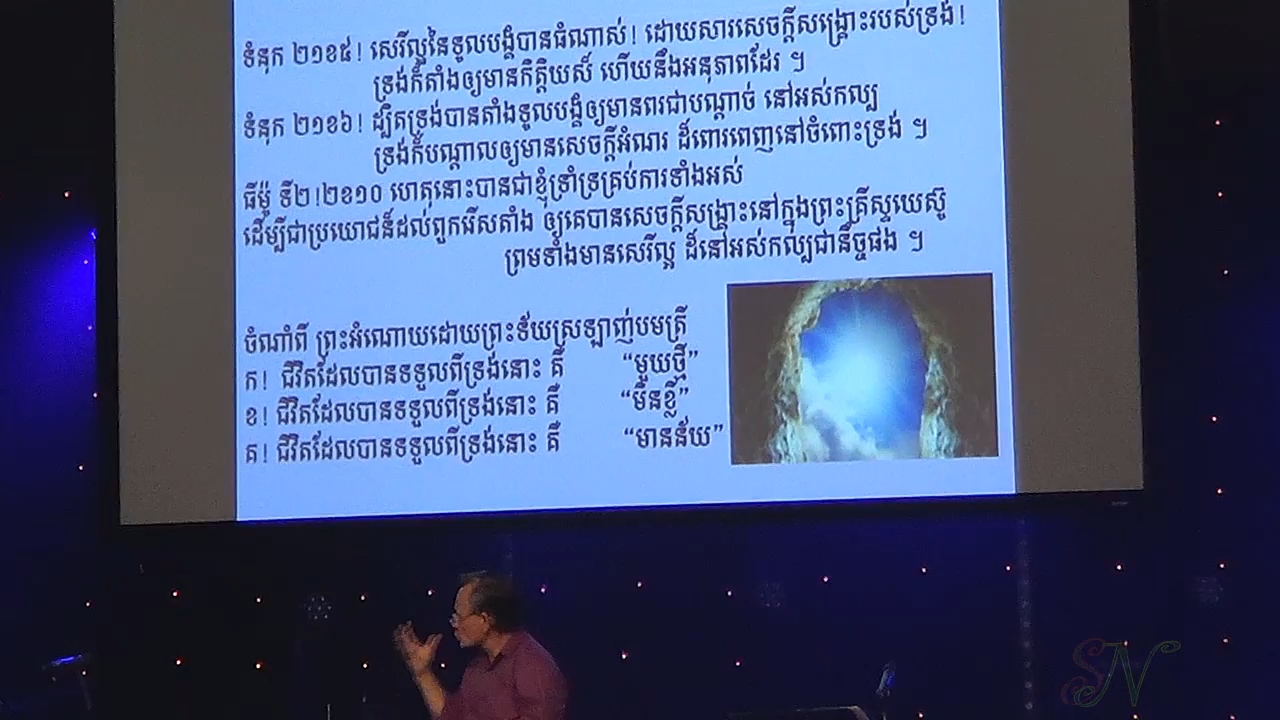 ទំនុក ២១ខ៥! សេរីល្អនៃទូលបង្គំបានធំណាស់! ដោយសារសេចក្ដីសង្គ្រោះរបស់ទ្រង់!
ទ្រង់ក៏តាំងឲ្យមានកិត្តិយស៍ ហើយនឹងអនុភាពដែរ ៗ
ទំនុក ២១ខ៦! ដ្បិតទ្រង់បានតាំងទូលបង្គំឲ្យមានពរជាបណ្ដាច់ នៅអស់កល្ប
ទ្រង់ក៏បណ្ដាលឲ្យមានសេចក្ដីអំណរ ដ៏ពោរពេញនៅចំពោះទ្រង់ ។
ធីម៉ូ ទី២!២ខ១០ ហេតុនោះបានជាខ្ញុំទ្រាំទ្រគ្រប់ការទាំងអស់
ដើម្បីជាប្រយោជន៍ដល់ពួករើសតាំង ឲ្យគេបានសេចក្ដីសង្គ្រោះនៅក្នុងព្រះគ្រីស្ទយេស៊ូ
ព្រមទាំងមានសេរីល្អ ដ៏នៅអស់កល្បជានិច្ចផង ។
ចំណាំពី ព្រះអំណោយដោយព្រះទ័យស្រឡាញ់បមត្រី
ក! ជីវិតដែលបានទទួលពីទ្រង់នោះ គឺ "មួយថ្មី"
ខ! ជីវិតដែលបានទទួលពីទ្រង់នោះ គឺ "មិនខ្លី"
គ! ជីវិតដែលបានទទួលពីទ្រង់នោះ គឺ "មានន័យ"
SN